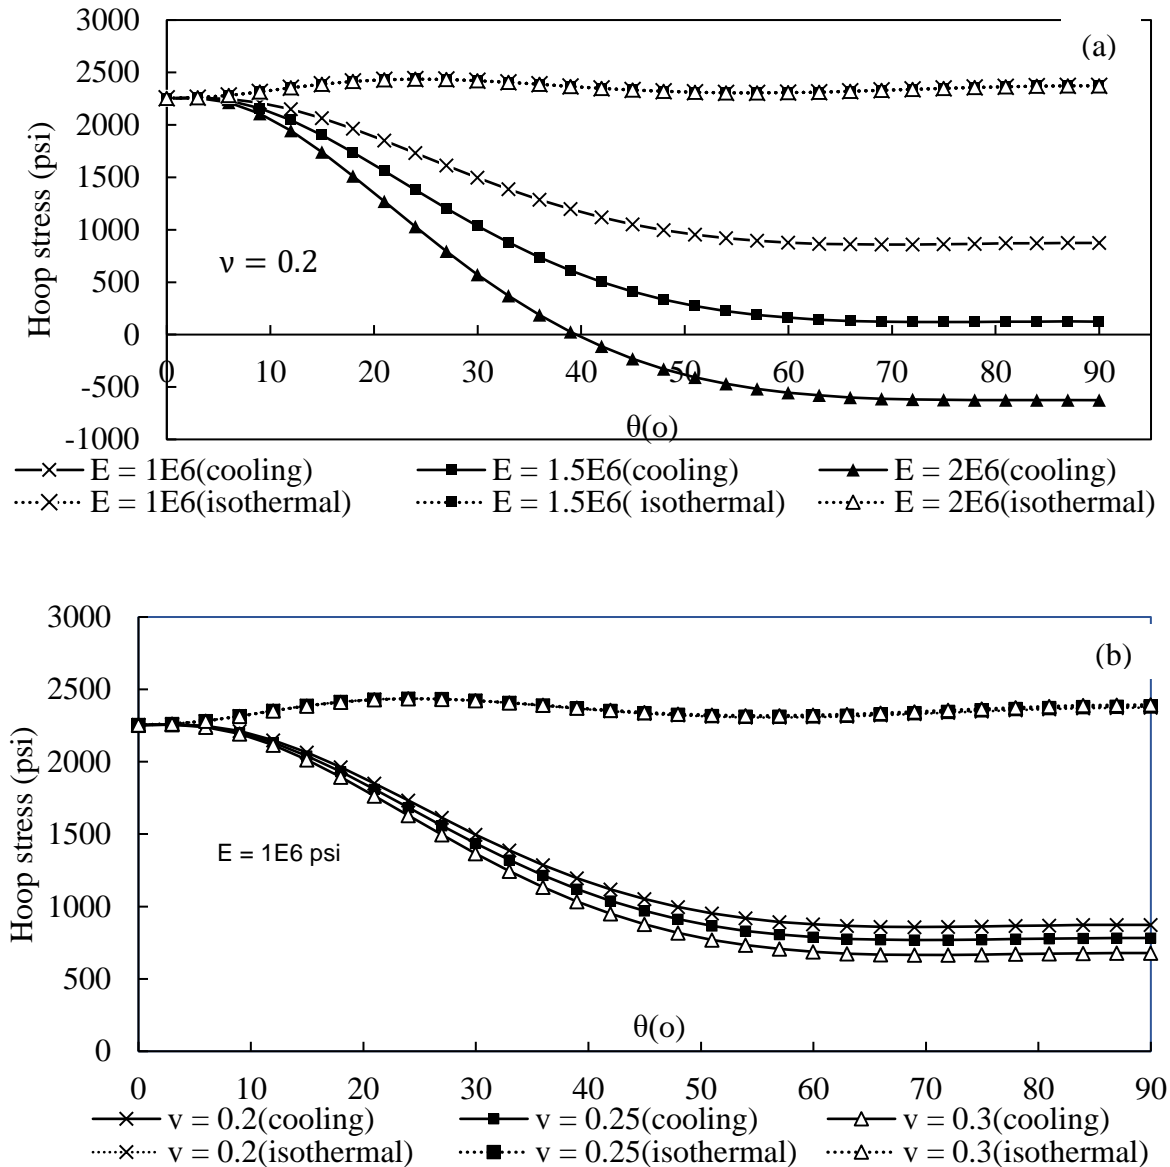 3000
(a)
2500
2000
1500
1000
500
0
-500
-1000
Hoop stress (psi)
ν = 0.2
0 10 20 30 40 50 60 70 80 90
θ(o)
E = 1E6(cooling) E = 1.5E6(cooling) E = 2E6(cooling)
E = 1E6(isothermal) E = 1.5E6( isothermal) E = 2E6(isothermal)
3000
(b)
2500
2000
1500
1000
500
0
Hoop stress (psi)
E = 1E6 psi
θ(o)
0 10 20 30 40 50 60 70 80 90
v = 0.2(cooling) v = 0.25(cooling) v = 0.3(cooling)
v = 0.2(isothermal) v = 0.25(isothermal) v = 0.3(isothermal)